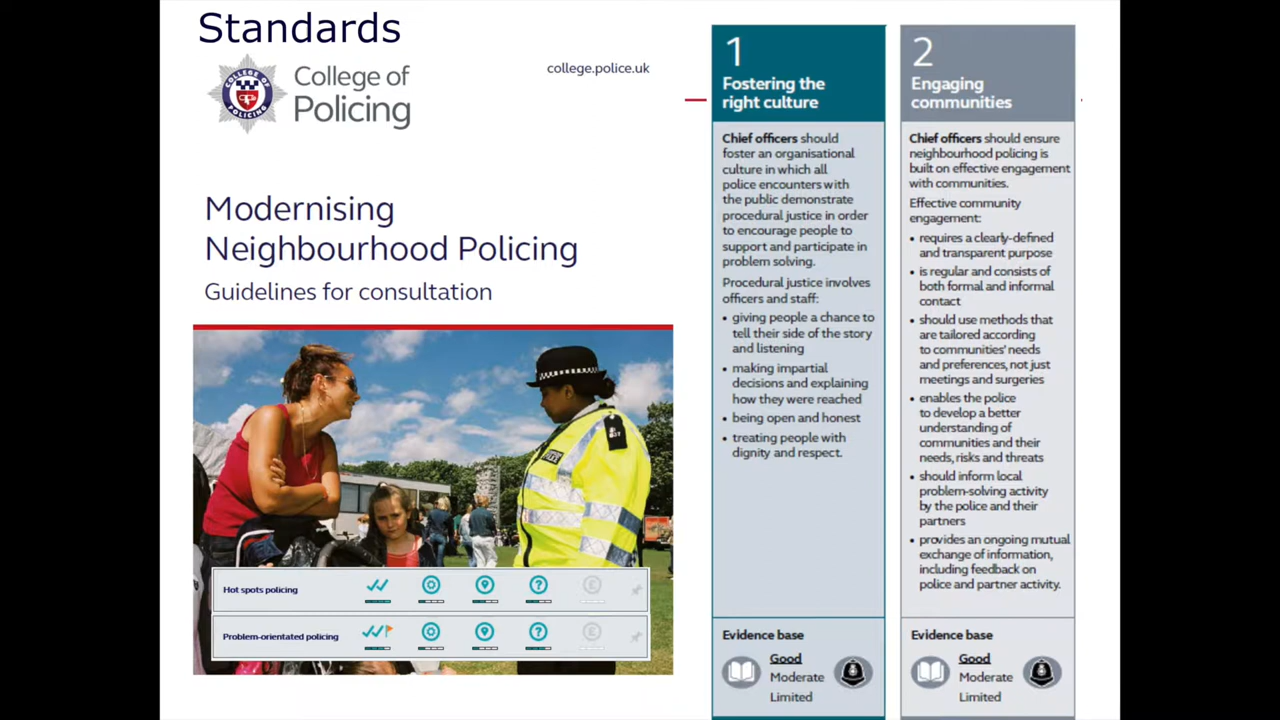 Standards
College of
Policing
college.police.uk
Modernising
Neighbourhood Policing
Guidelines for consultation
POLICE
Hot spots policing
Problem-orientated policing
1
Fostering the
right culture
Chief officers should
foster an organisational
culture in which all
police encounters with
the public demonstrate
procedural justice in order
to encourage people to
support and participate in
problem solving.
Procedural justice involves
officers and staff:
• giving people a chance to
tell their side of the story
and listening
• making impartial
decisions and explaining
how they were reached
• being open and honest
• treating people with
dignity and respect.
Evidence base
Good
Moderate
Limited
2
Engaging
communities
Chief officers should ensure
neighbourhood policing is
built on effective engagement
with communities.
Effective community
engagement:
• requires a clearly-defined
and transparent purpose
• is regular and consists of
both formal and informal
contact
• should use methods that
are tailored according
to communities' needs
and preferences, not just
meetings and surgeries
• enables the police
to develop a better
understanding of
communities and their
needs, risks and threats
• should inform local
problem-solving activity
by the police and their
partners
• provides an ongoing mutual
exchange of information,
including feedback on
police and partner activity.
Evidence base
Good
Moderate
Limited